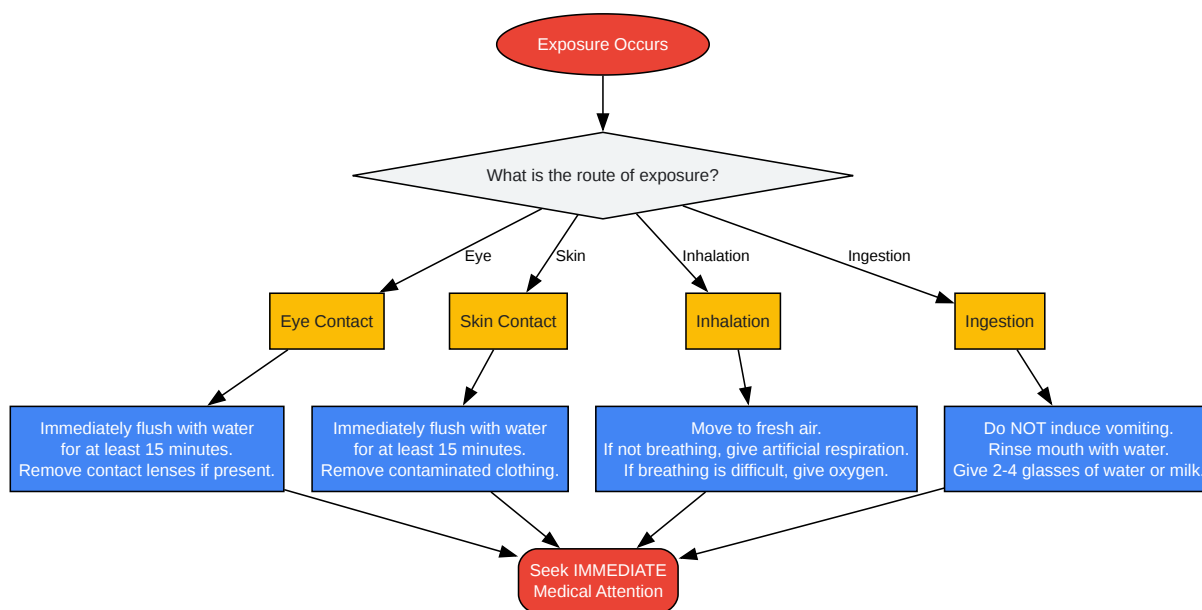 Exposure Occurs
What is the route of exposure?
Eye
Skin
Inhalation
Ingestion
Eye Contact
Skin Contact
Inhalation
Ingestion
Immediately flush with water
for at least 15 minutes.
Remove contact lenses if present.
Immediately flush with water
for at least 15 minutes.
Remove contaminated clothing.
Move to fresh air.
If not breathing, give artificial respiration.
If breathing is difficult, give oxygen.
Do NOT induce vomiting.
Rinse mouth with water.
Give 2-4 glasses of water or milk.
Seek IMMEDIATE
Medical Attention